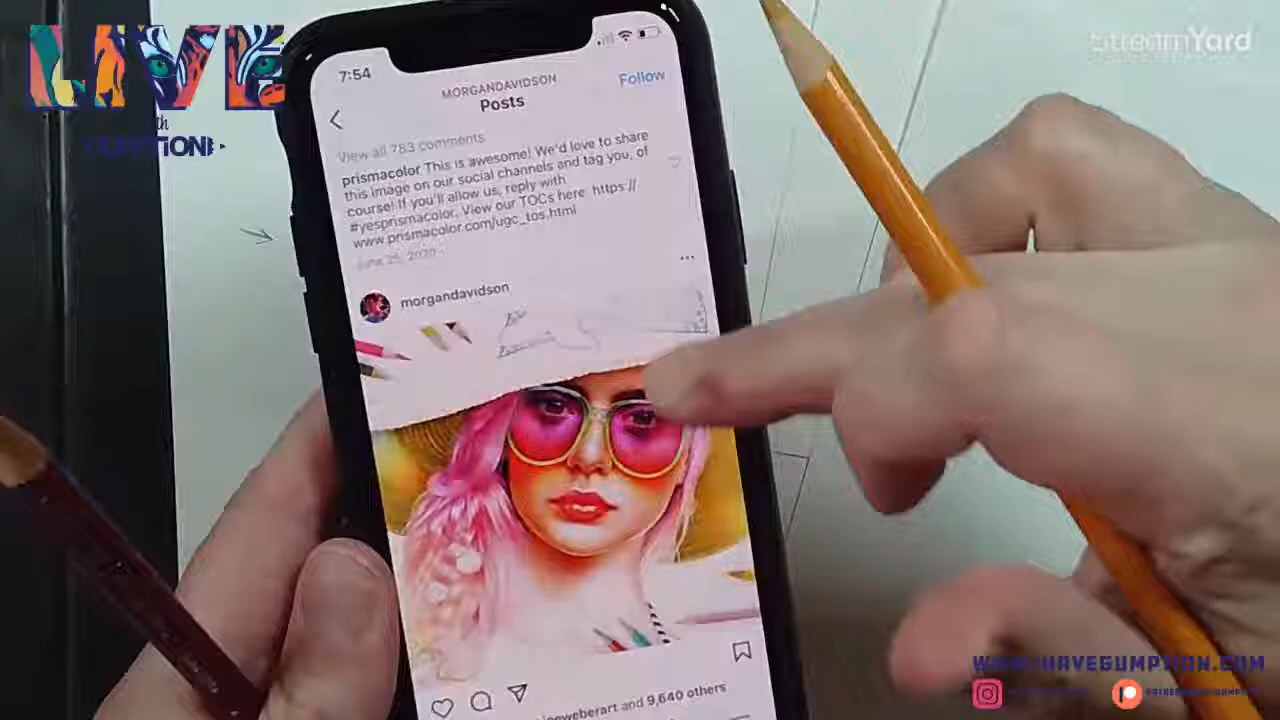 LIVE
StreamYard
7:54
MORGANDAVIDSON
Posts
Follow
View all 783 comments
prismacolor This is awesome! We'd love to share
this image on our social channels and tag you, of
course! If you'll allow us, reply with
#yesprismacolor. View our TOCs here: https://
www.prismacolor.com/ugc_tos.html
June 25, 2020
morgandavidson
and 9,640 others
WWW.HAVEGUMPTION.COM